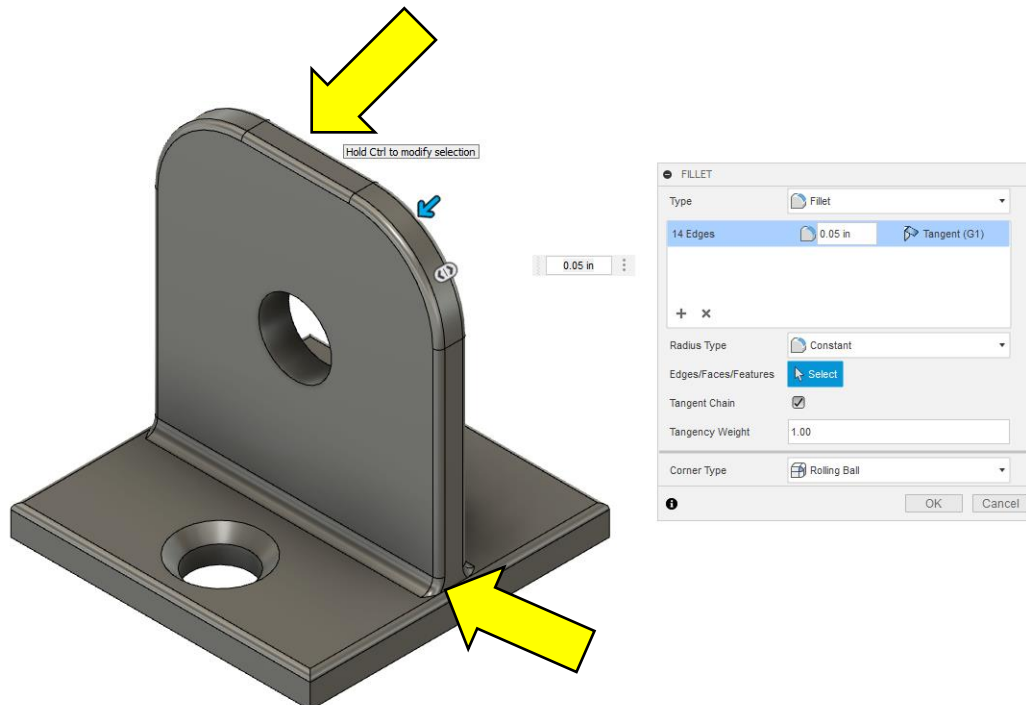 Hold Ctrl to modify selection
0.05 in
FILLET
Type Fillet
14 Edges 0.05 in Tangent (G1)
Radius Type Constant
Edges/Faces/Features Select
Tangent Chain
Tangency Weight 1.00
Corner Type Rolling Ball
OK Cancel